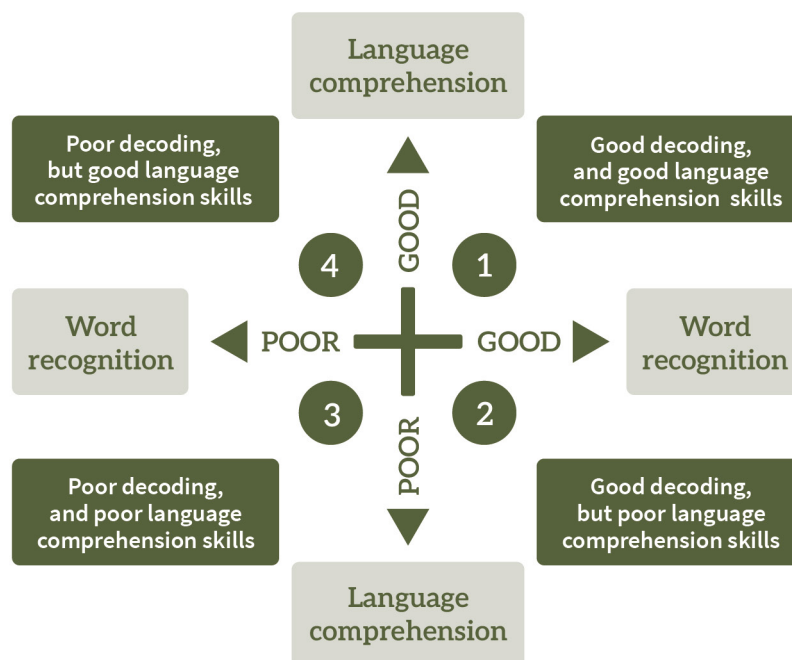 Language
comprehension
Poor decoding,
but good language
comprehension skills
Good decoding,
and good language
comprehension skills
GOOD
4
1
Word
recognition
POOR
GOOD
Word
recognition
3
2
POOR
Poor decoding,
and poor language
comprehension skills
Good decoding,
but poor language
comprehension skills
Language
comprehension